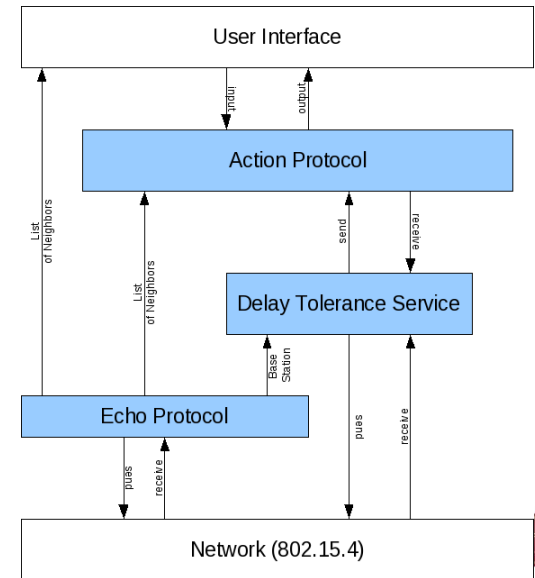 User Interface
input
output
Action Protocol
List
of Neighbors
List
of Neighbors
send
receive
Delay Tolerance Service
Base
Station
Echo Protocol
send
receive
send
receive
Network (802.15.4)